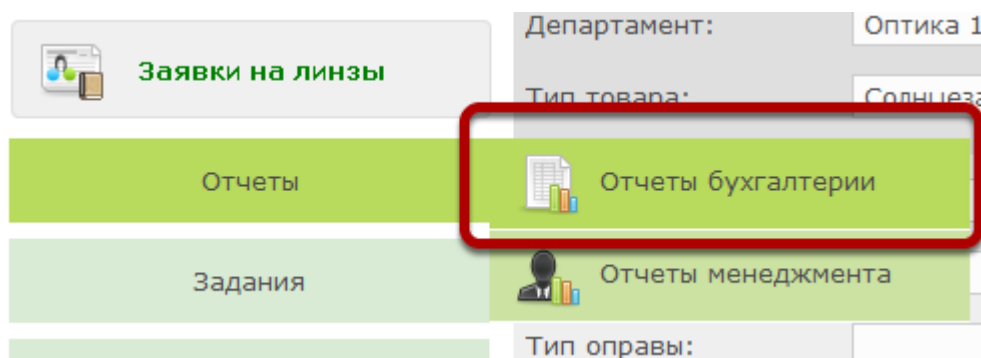 Департамент:
Оптика 1
Заявки на линзы
Тип товара:
Отчеты
Отчеты бухгалтерии
Задания
Отчеты менеджмента
Тип оправы: